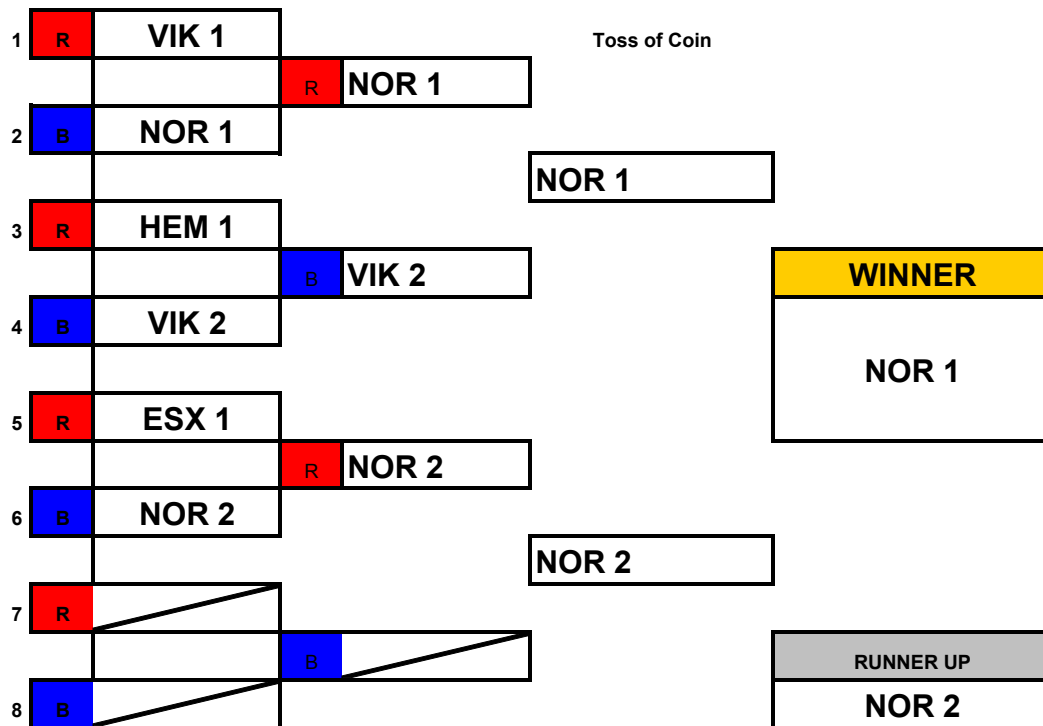 1 R VIK 1 Toss of Coin
R NOR 1
2 B NOR 1
NOR 1
3 R HEM 1
B VIK 2 WINNER
4 B VIK 2
NOR 1
5 R ESX 1
R NOR 2
6 B NOR 2
NOR 2
7 R
B RUNNER UP
8 B NOR 2